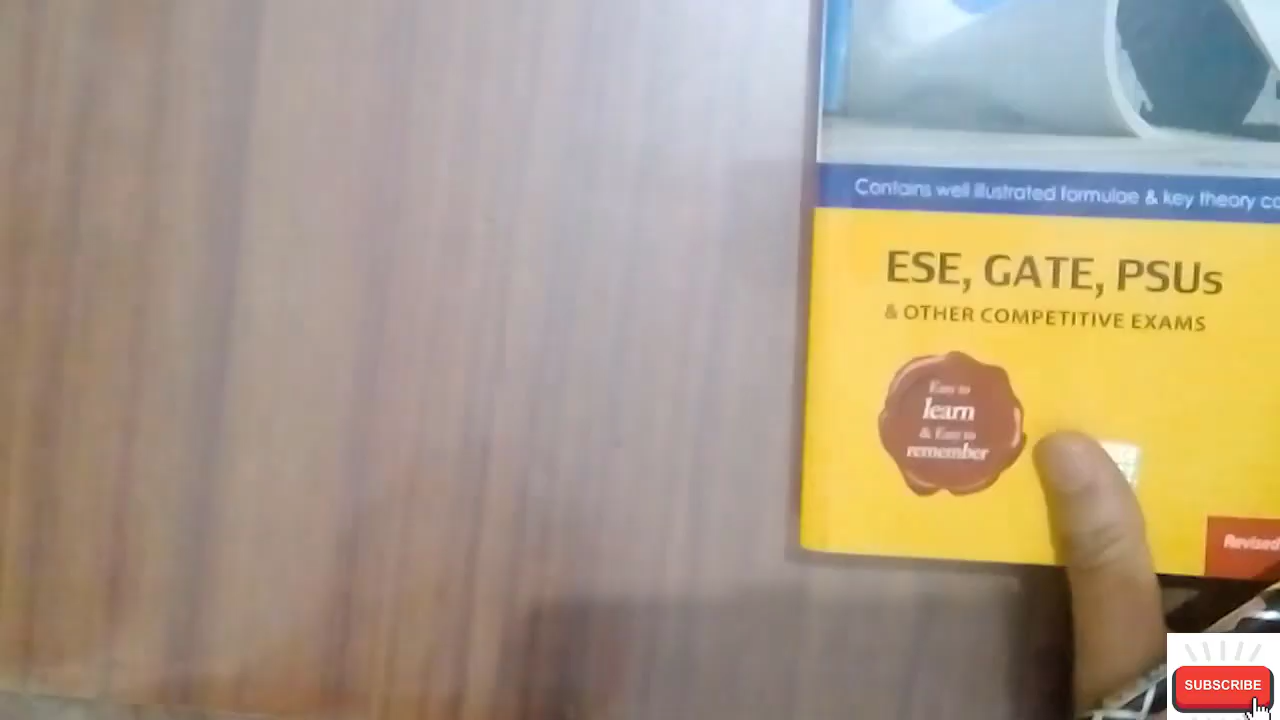 Contains well illustrated formulae & key theory
ESE, GATE, PSUs
& OTHER COMPETITIVE EXAMS
Easy to
learn
& Easy to
remember
Revised
SUBSCRIBE